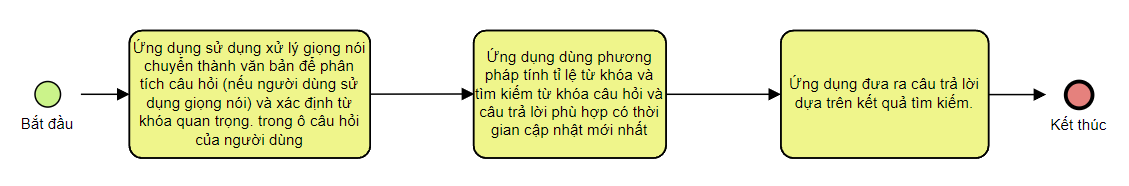 Bắt đầu
Ứng dụng sử dụng xử lý giọng nói
chuyển thành văn bản để phân
tích câu hỏi (nếu người dùng sử
dụng giọng nói) và xác định từ
khóa quan trọng. trong ô câu hỏi
của người dùng
Ứng dụng dùng phương
pháp tính tỉ lệ từ khóa và
tìm kiếm từ khóa câu hỏi và
câu trả lời phù hợp có thời
gian cập nhật mới nhất
Ứng dụng đưa ra câu trả lời
dựa trên kết quả tìm kiếm.
Kết thúc